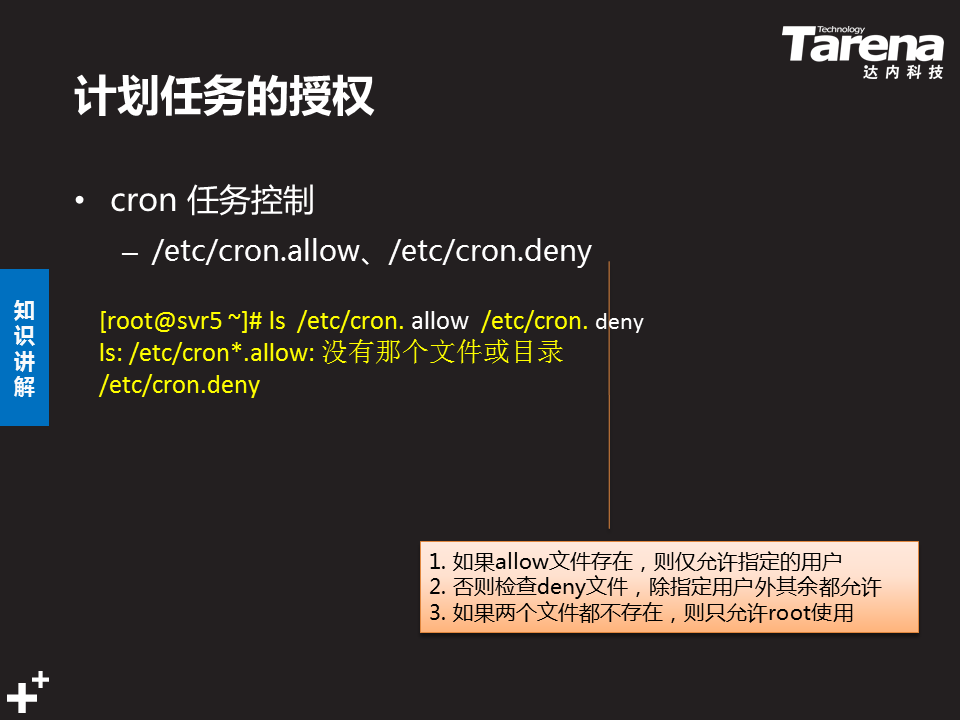 Technology
Tarena
达内科技
计划任务的授权
• cron 任务控制
– /etc/cron.allow、/etc/cron.deny
知识讲解
[root@svr5 ~]# ls /etc/cron. allow /etc/cron. deny
ls: /etc/cron*.allow: 没有那个文件或目录
/etc/cron.deny
1. 如果allow文件存在，则仅允许指定的用户
2. 否则检查deny文件，除指定用户外其余都允许
3. 如果两个文件都不存在，则只允许root使用